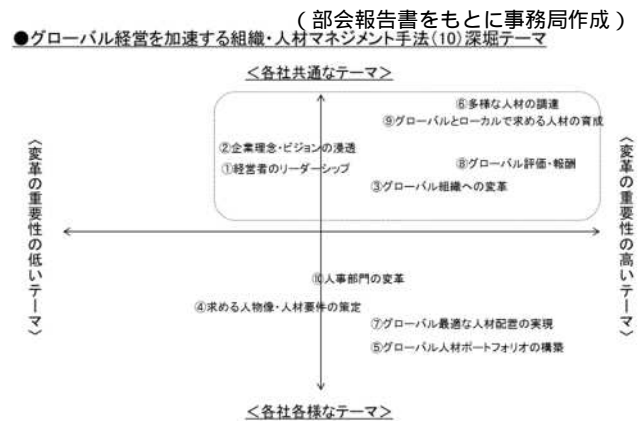 （部会報告書をもとに事務局作成）
●グローバル経営を加速する組織・人材マネジメント手法(10)深堀テーマ
＜各社共通なテーマ＞
⑥多様な人材の調達
⑨グローバルとローカルで求める人材の育成
②企業理念・ビジョンの浸透
①経営者のリーダーシップ
⑧グローバル評価・報酬
③グローバル組織への変革
〈変革の重要性の低いテーマ〉
〈変革の重要性の高いテーマ〉
⑩人事部門の変革
④求める人物像・人材要件の策定
⑦グローバル最適な人材配置の実現
⑤グローバル人材ポートフォリオの構築
＜各社各様なテーマ＞